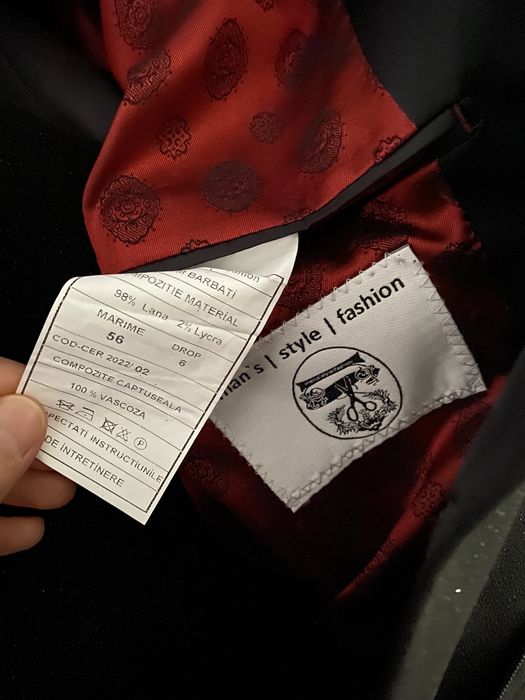 BARBATI
COMPOZITIE MATERIAL
98% Lana 2% Lycra
MARIME DROP
56 6
COD-CER 2022/02
COMPOZITE CAPTUSEALA
100% VASCOZA
P
RESPECTATI INSTRUCTIUNILE
DE INTRETINERE
man`s | style | fashion